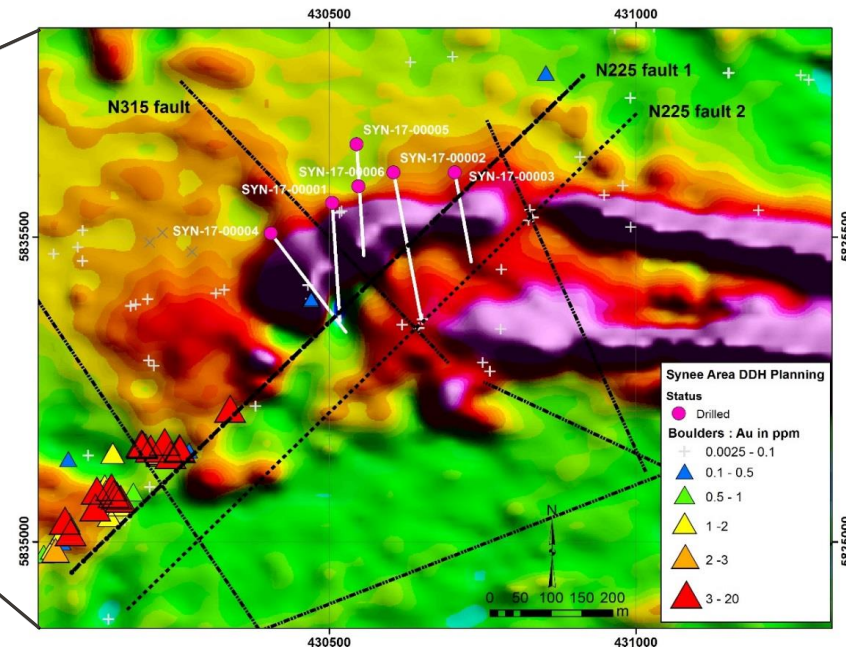 430500
431000
N225 fault 1
N315 fault
N225 fault 2
SYN-17-00005
SYN-17-00002
SYN-17-00006
SYN-17-00003
SYN-17-00001
SYN-17-00004
5835500
5835500
Synee Area DDH Planning
Status
Drilled
Boulders : Au in ppm
0.0025 - 0.1
0.1 - 0.5
0.5 - 1
1 -2
2 -3
3 - 20
5835000
5835000
N
0 50 100 150 200
m
430500
431000